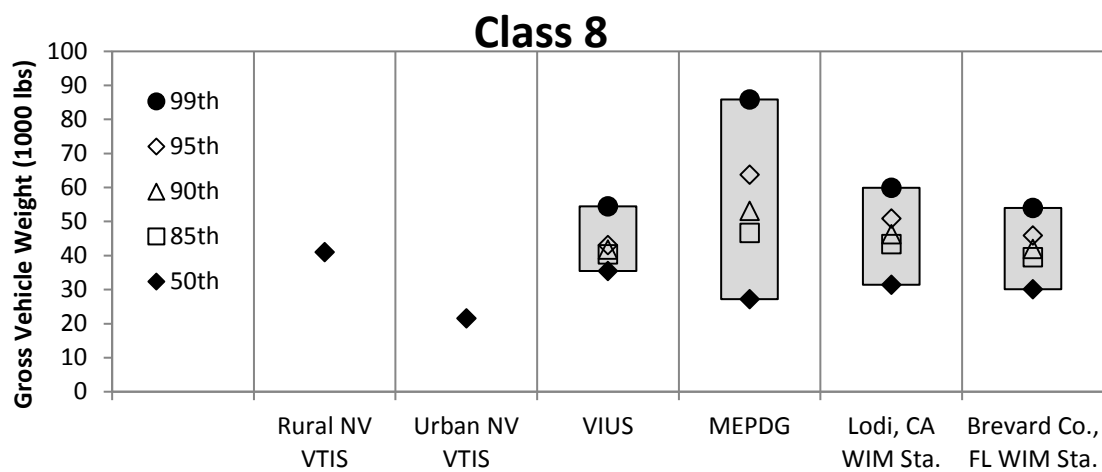 Class 8
Gross Vehicle Weight (1000 lbs)
100
90
80
70
60
50
40
30
20
10
0
99th
95th
90th
85th
50th
Rural NV
VTIS
Urban NV
VTIS
VIUS
MEPDG
Lodi, CA
WIM Sta.
Brevard Co.,
FL WIM Sta.